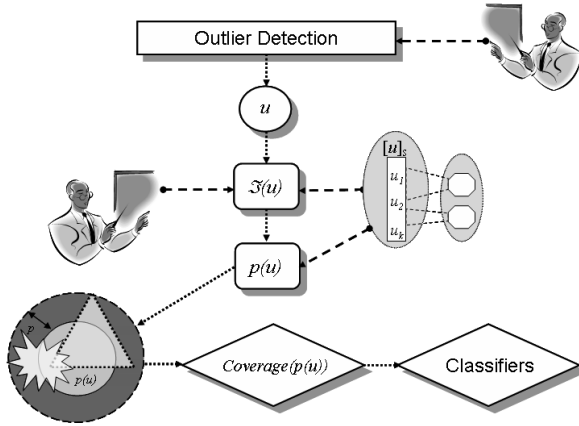 Outlier Detection
u
[u]s
u1
ℑ(u)
u2
uk
p(u)
p
p(u)
Coverage(p(u))
Classifiers